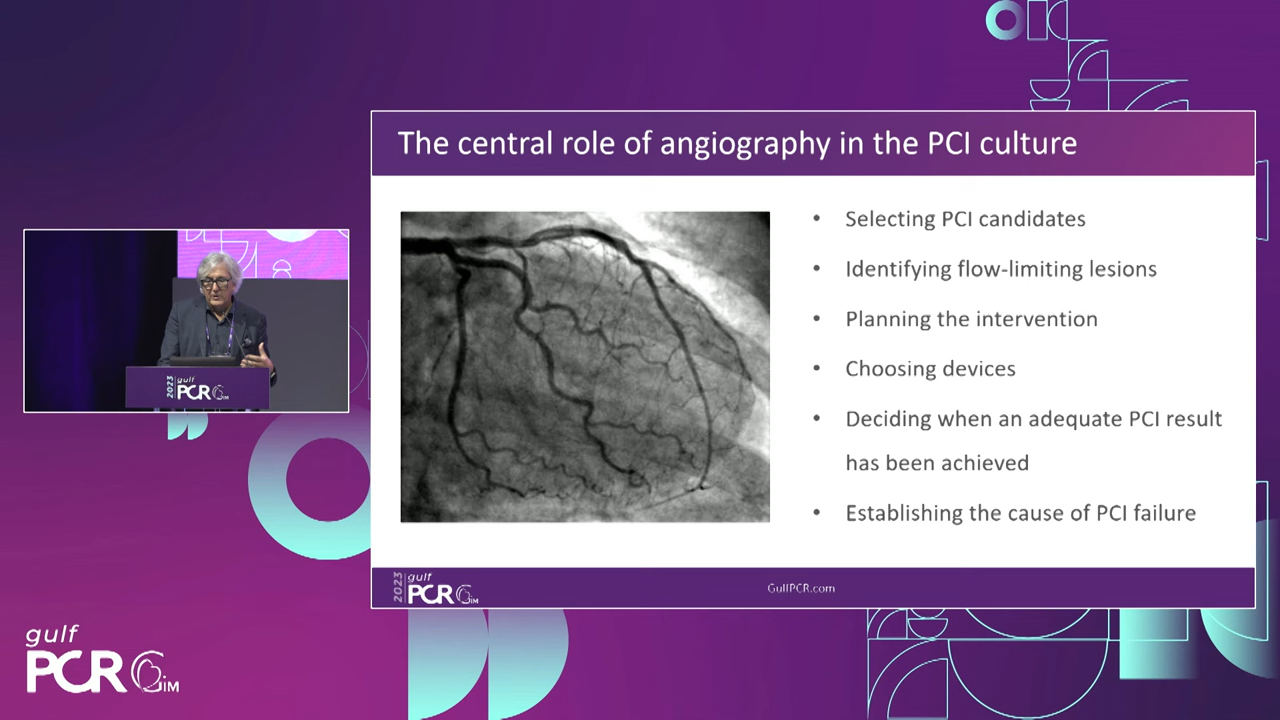 The central role of angiography in the PCI culture
• Selecting PCI candidates
• Identifying flow-limiting lesions
• Planning the intervention
• Choosing devices
• Deciding when an adequate PCI result
has been achieved
• Establishing the cause of PCI failure
2023 gulf
PCR GIM
GulfPCR.com
2023 gulf
PCR GIM
gulf
PCR GIM